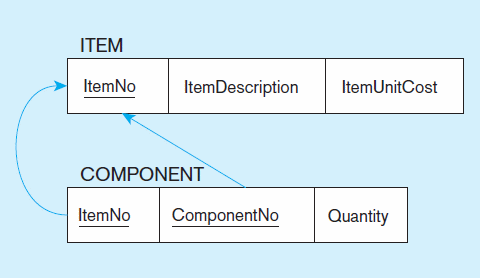 ITEM
ItemNo ItemDescription ItemUnitCost
COMPONENT
ItemNo ComponentNo Quantity